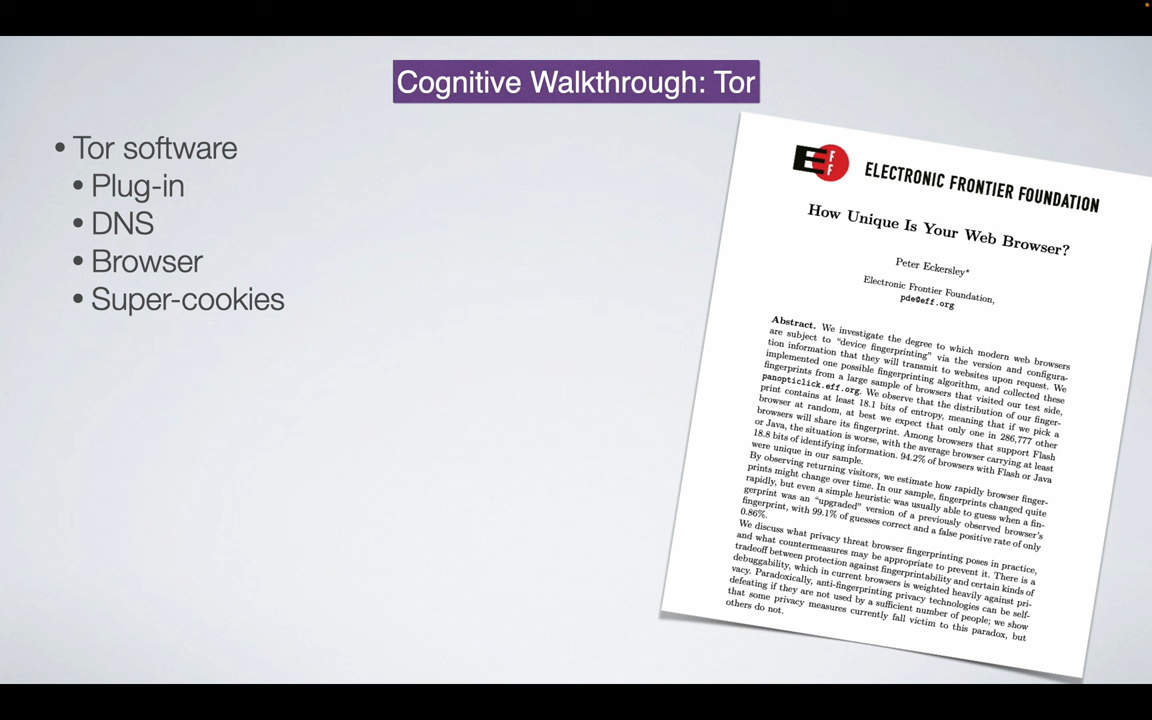 Cognitive Walkthrough: Tor
• Tor software
• Plug-in
• DNS
• Browser
• Super-cookies
EFF ELECTRONIC FRONTIER FOUNDATION
How Unique Is Your Web Browser?
Peter Eckersley*
Electronic Frontier Foundation,
pde@eff.org
Abstract. We investigate the degree to which modern web browsers
are subject to “device fingerprinting” via the version and configura-
tion information that they will transmit to websites upon request. We
implemented one possible fingerprinting algorithm, and collected these
fingerprints from a large sample of browsers that visited our test side,
panopticlick.eff.org. We observe that the distribution of our finger-
print contains at least 18.1 bits of entropy, meaning that if we pick a
browser at random, at best we expect that only one in 286,777 other
browsers will share its fingerprint. Among browsers that support Flash
or Java, the situation is worse, with the average browser carrying at least
18.8 bits of identifying information. 94.2% of browsers with Flash or Java
were unique in our sample.
By observing returning visitors, we estimate how rapidly browser finger-
prints might change over time. In our sample, fingerprints changed quite
rapidly, but even a simple heuristic was usually able to guess when a fin-
gerprint was an “upgraded” version of a previously observed browser's
fingerprint, with 99.1% of guesses correct and a false positive rate of only
0.86%.
We discuss what privacy threat browser fingerprinting poses in practice,
and what countermeasures may be appropriate to prevent it. There is a
tradeoff between protection against fingerprintability and certain kinds of
debuggability, which in current browsers is weighted heavily against pri-
vacy. Paradoxically, anti-fingerprinting privacy technologies can be self-
defeating if they are not used by a sufficient number of people; we show
that some privacy measures currently fall victim to this paradox, but
others do not.